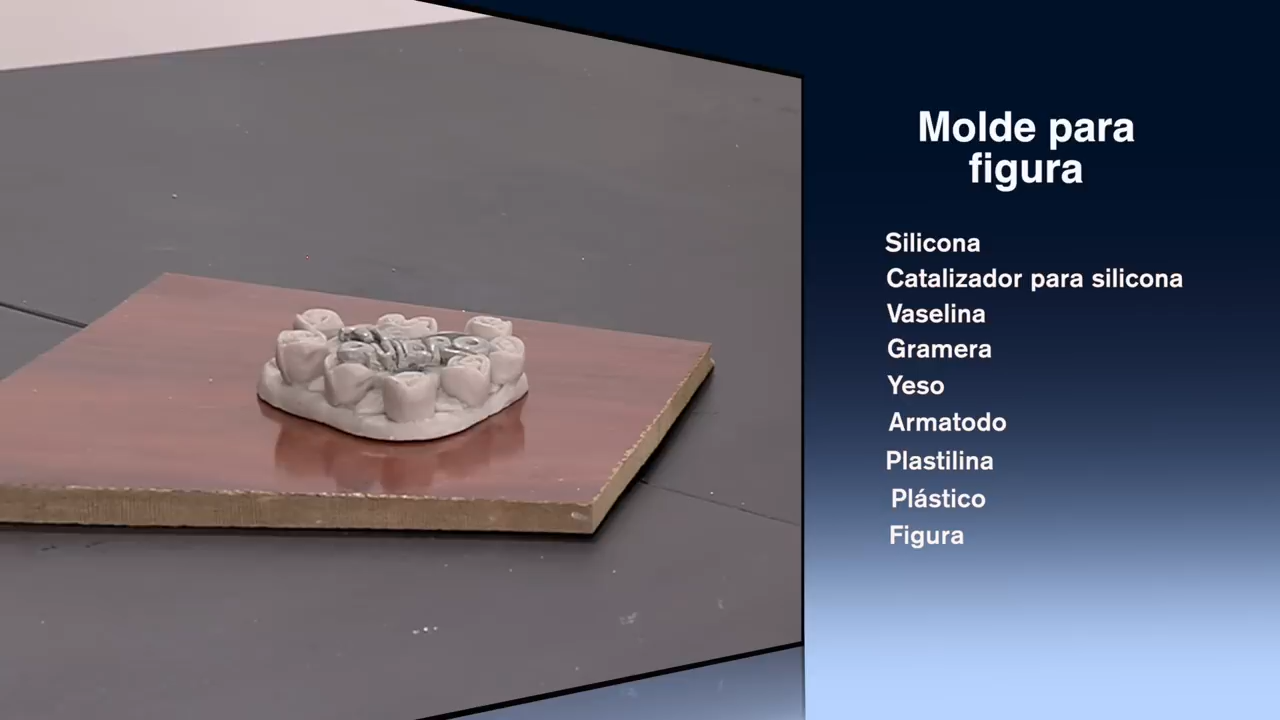 Molde para
figura
Silicona
Catalizador para silicona
Vaselina
Gramera
Yeso
Armatodo
Plastilina
Plástico
Figura